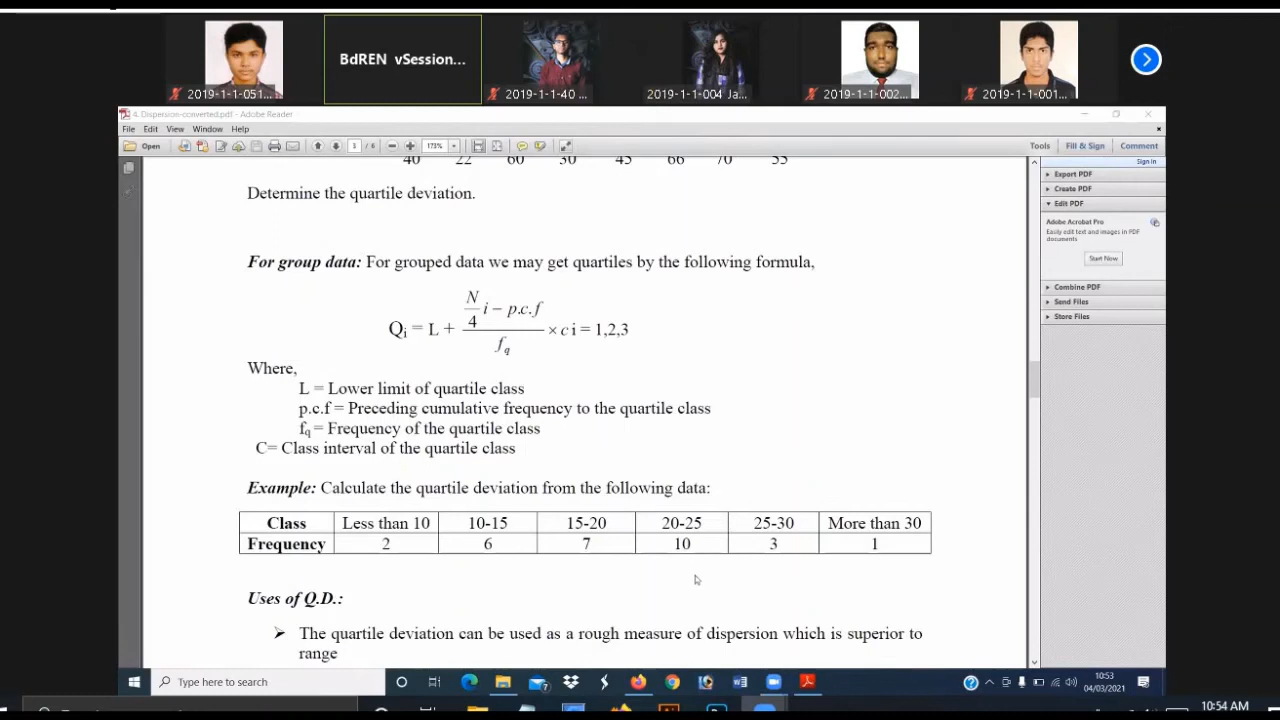 BdREN vSession...
2019-1-1-051...
2019-1-1-40 ...
2019-1-1-004 Ja...
2019-1-1-002...
2019-1-1-001...
4. Dispersion-converted.pdf - Adobe Reader
File Edit View Window Help
Open / 6 173% Tools Fill & Sign Comment
Sign In
40 22 60 30 45 66 70 55
Determine the quartile deviation.
For group data: For grouped data we may get quartiles by the following formula,
Qi = L + (N/4 i − p.c.f)/fq × c i = 1,2,3
Where,
L = Lower limit of quartile class
p.c.f = Preceding cumulative frequency to the quartile class
fq = Frequency of the quartile class
C= Class interval of the quartile class
Example: Calculate the quartile deviation from the following data:
Class Less than 10 10-15 15-20 20-25 25-30 More than 30
Frequency 2 6 7 10 3 1
Uses of Q.D.:
➢ The quartile deviation can be used as a rough measure of dispersion which is superior to
range
Export PDF
Create PDF
Edit PDF
Adobe Acrobat Pro
Easily edit text and images in PDF
documents
Start Now
Combine PDF
Send Files
Store Files
Type here to search
10:53
04/03/2021
10:54 AM